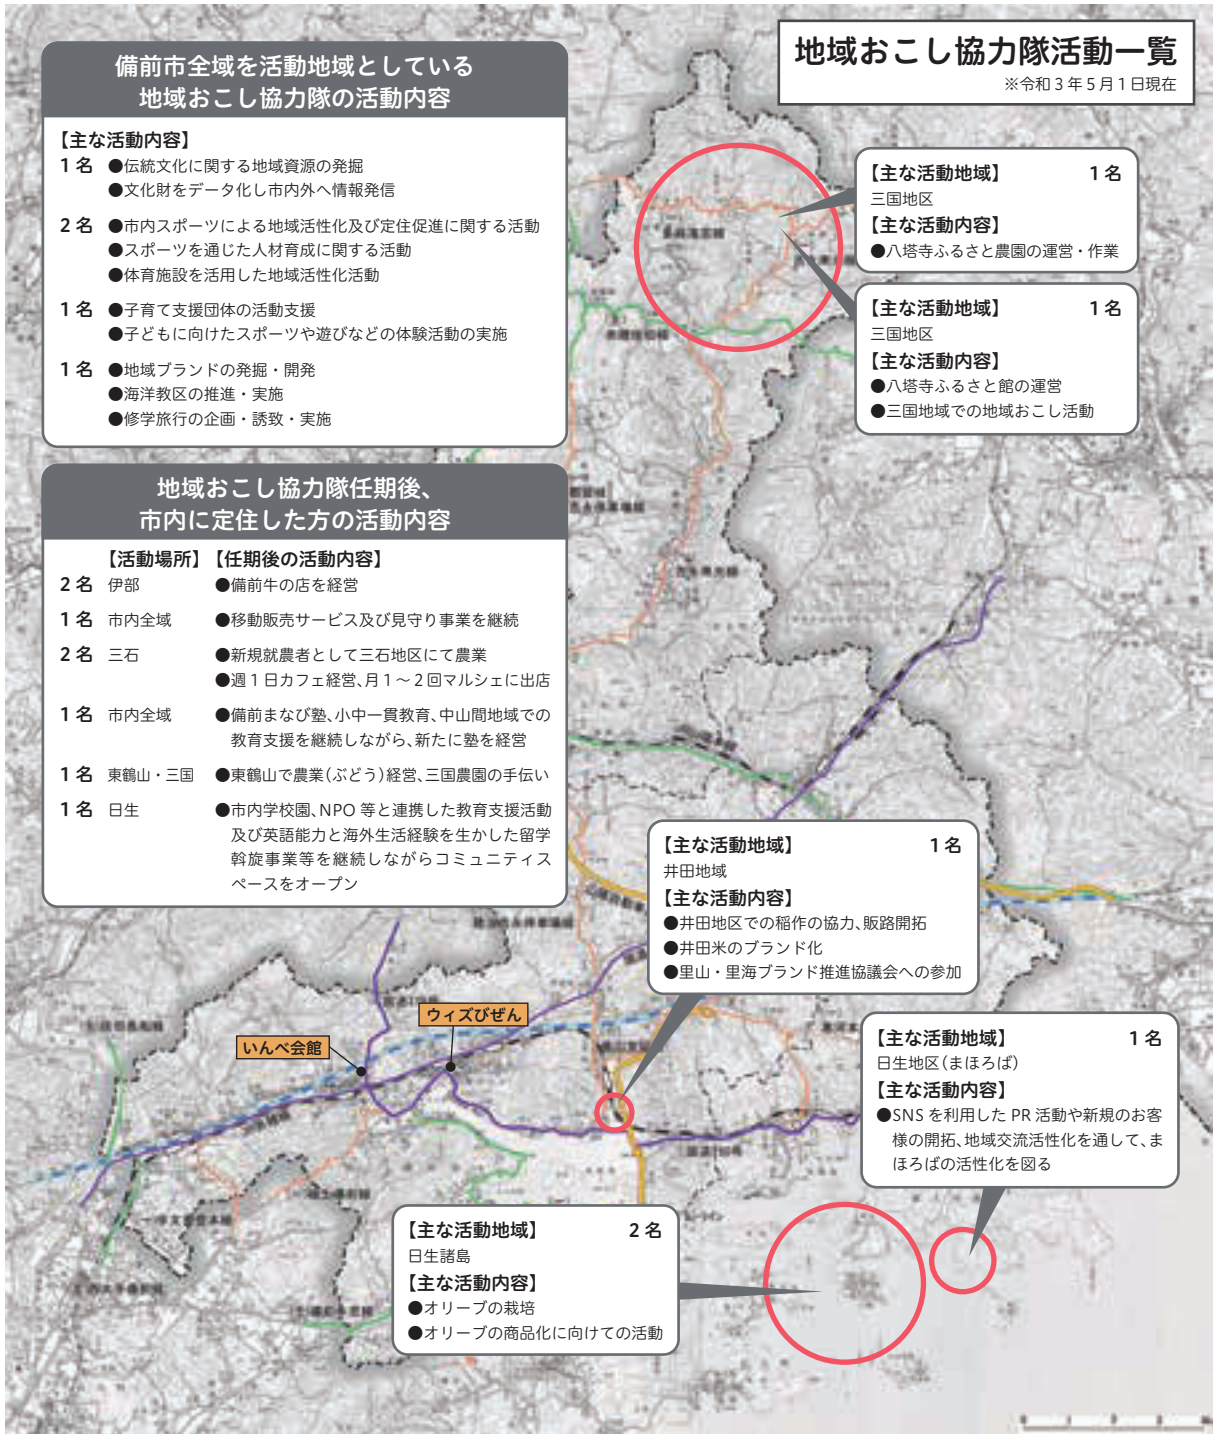 地域おこし協力隊活動一覧
※令和3年5月1日現在
備前市全域を活動地域としている
地域おこし協力隊の活動内容
【主な活動内容】
1名 ●伝統文化に関する地域資源の発掘
●文化財をデータ化し市内外へ情報発信
2名 ●市内スポーツによる地域活性化及び定住促進に関する活動
●スポーツを通じた人材育成に関する活動
●体育施設を活用した地域活性化活動
1名 ●子育て支援団体の活動支援
●子どもに向けたスポーツや遊びなどの体験活動の実施
1名 ●地域ブランドの発掘・開発
●海洋教区の推進・実施
●修学旅行の企画・誘致・実施
地域おこし協力隊任期後、
市内に定住した方の活動内容
【活動場所】【任期後の活動内容】
2名 伊部 ●備前牛の店を経営
1名 市内全域 ●移動販売サービス及び見守り事業を継続
2名 三石 ●新規就農者として三石地区にて農業
●週1日カフェ経営、月1～2回マルシェに出店
1名 市内全域 ●備前まなび塾、小中一貫教育、中山間地域での
教育支援を継続しながら、新たに塾を経営
1名 東鶴山・三国 ●東鶴山で農業(ぶどう)経営、三国農園の手伝い
1名 日生 ●市内学校園、NPO 等と連携した教育支援活動
及び英語能力と海外生活経験を生かした留学
斡旋事業等を継続しながらコミュニティス
ペースをオープン
【主な活動地域】 1名
三国地区
【主な活動内容】
●八塔寺ふるさと農園の運営・作業
【主な活動地域】 1名
三国地区
【主な活動内容】
●八塔寺ふるさと館の運営
●三国地域での地域おこし活動
【主な活動地域】 1名
井田地域
【主な活動内容】
●井田地区での稲作の協力、販路開拓
●井田米のブランド化
●里山・里海ブランド推進協議会への参加
ウィズびぜん
いんべ会館
【主な活動地域】 1名
日生地区(まほろば)
【主な活動内容】
●SNS を利用した PR 活動や新規のお客
様の開拓、地域交流活性化を通して、ま
ほろばの活性化を図る
【主な活動地域】 2名
日生諸島
【主な活動内容】
●オリーブの栽培
●オリーブの商品化に向けての活動